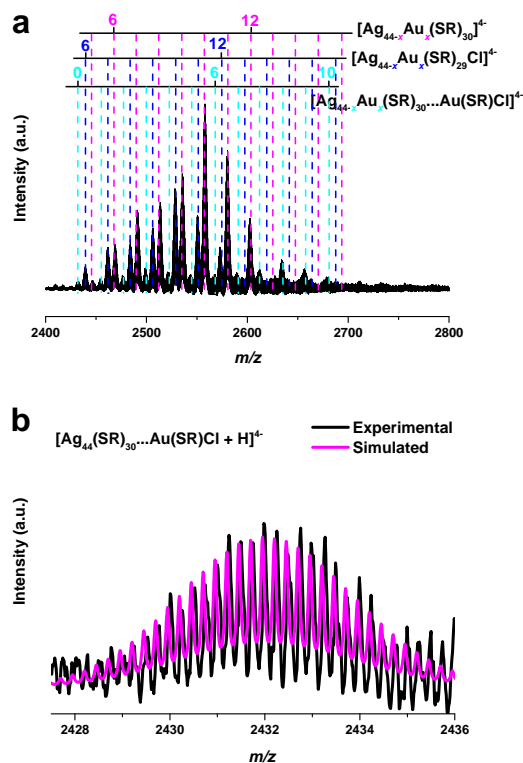 a
6
12
[Ag44-xAux(SR)30]4-
6
12
[Ag44-xAux(SR)29Cl]4-
0
6
10
[Ag44-xAux(SR)30...Au(SR)Cl]4-
Intensity (a.u.)
2400
2500
2600
2700
2800
m/z
b
[Ag44(SR)30...Au(SR)Cl + H]4-
Experimental
Simulated
Intensity (a.u.)
2428
2430
2432
2434
2436
m/z